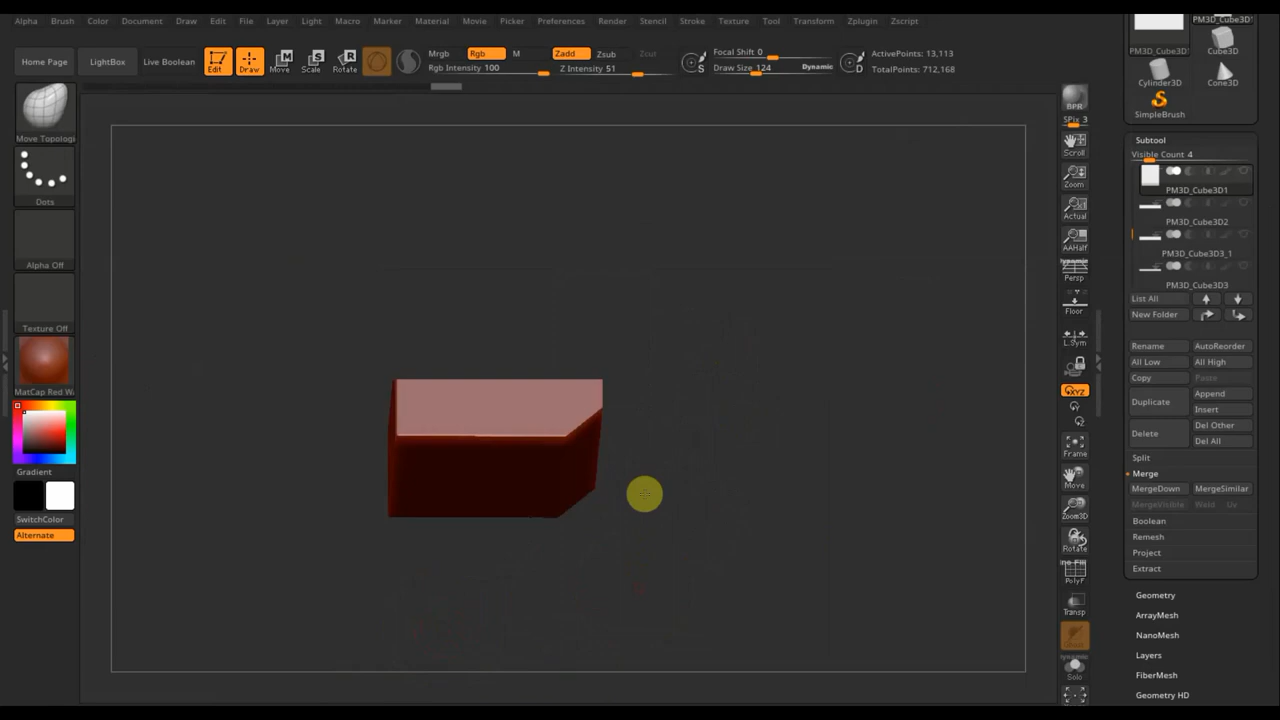 Alpha Brush Color Document Draw Edit File Layer Light Macro Marker Material Movie Picker Preferences Render Stencil Stroke Texture Tool Transform Zplugin Zscript
Home Page LightBox Live Boolean Edit Draw Move Scale Rotate
Mrgb Rgb M Zadd Zsub Zcut
Rgb Intensity 100 Z Intensity 51
Focal Shift 0
Draw Size 124 Dynamic
S
D
ActivePoints: 13,113
TotalPoints: 712,168
Move Topologi
Dots
Alpha Off
Texture Off
MatCap Red W
Gradient
SwitchColor
Alternate
BPR
SPix 3
Scroll
Zoom
Actual
AAHalf
Dynamic
Persp
Floor
L.Sym
XYZ
Frame
Move
Zoom3D
Rotate
Line Fill
PolyF
Transp
Dynamic
Solo
PM3D_Cube3D1
PM3D_Cube3D1
Cube3D
Cylinder3D
Cone3D
SimpleBrush
Subtool
Visible Count 4
PM3D_Cube3D1
PM3D_Cube3D2
PM3D_Cube3D3_1
PM3D_Cube3D3
List All
New Folder
Rename AutoReorder
All Low All High
Copy Paste
Duplicate Append
Insert
Delete Del Other
Del All
Split
Merge
MergeDown MergeSimilar
MergeVisible Weld Uv
Boolean
Remesh
Project
Extract
Geometry
ArrayMesh
NanoMesh
Layers
FiberMesh
Geometry HD